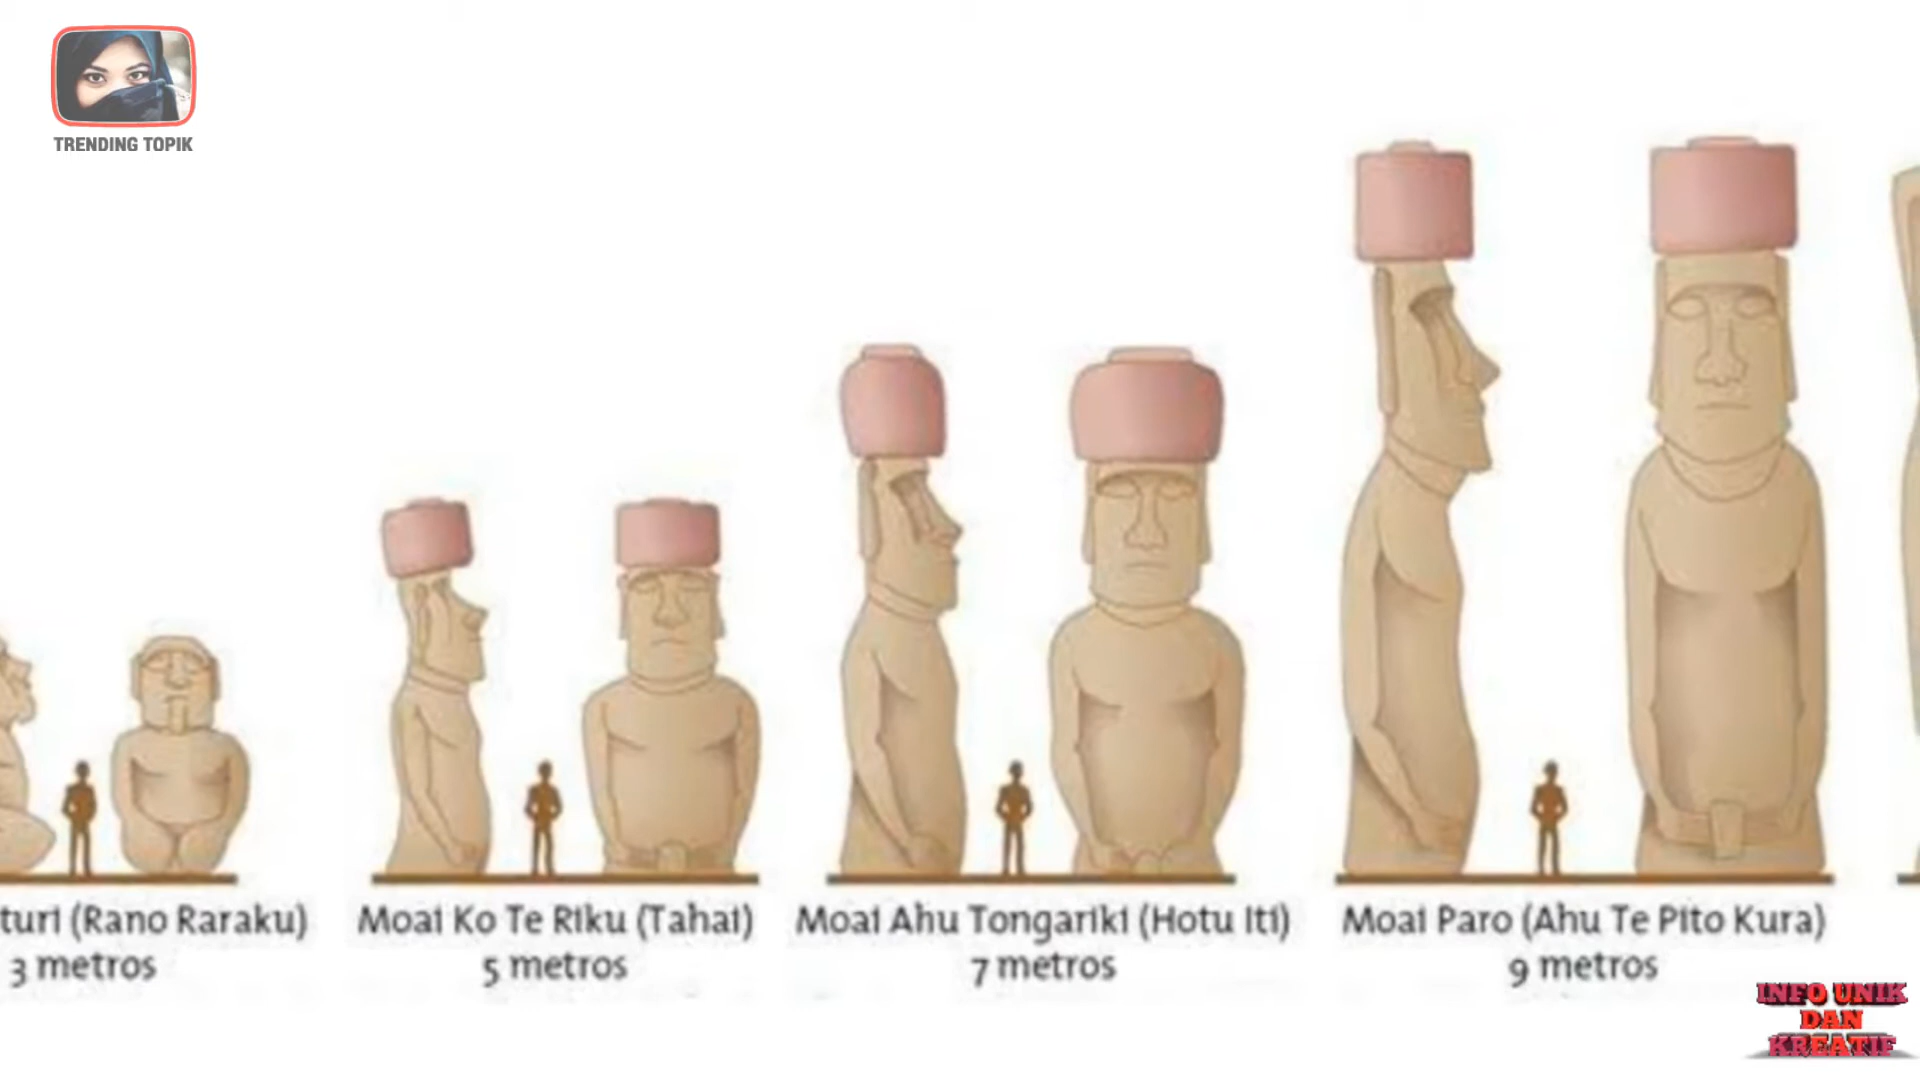 TRENDING TOPIK
turi (Rano Raraku)
3 metros
Moai Ko Te Riku (Tahai)
5 metros
Moai Ahu Tongariki (Hotu Iti)
7 metros
Moai Paro (Ahu Te Pito Kura)
9 metros
INFO UNIK
DAN
KREATIF